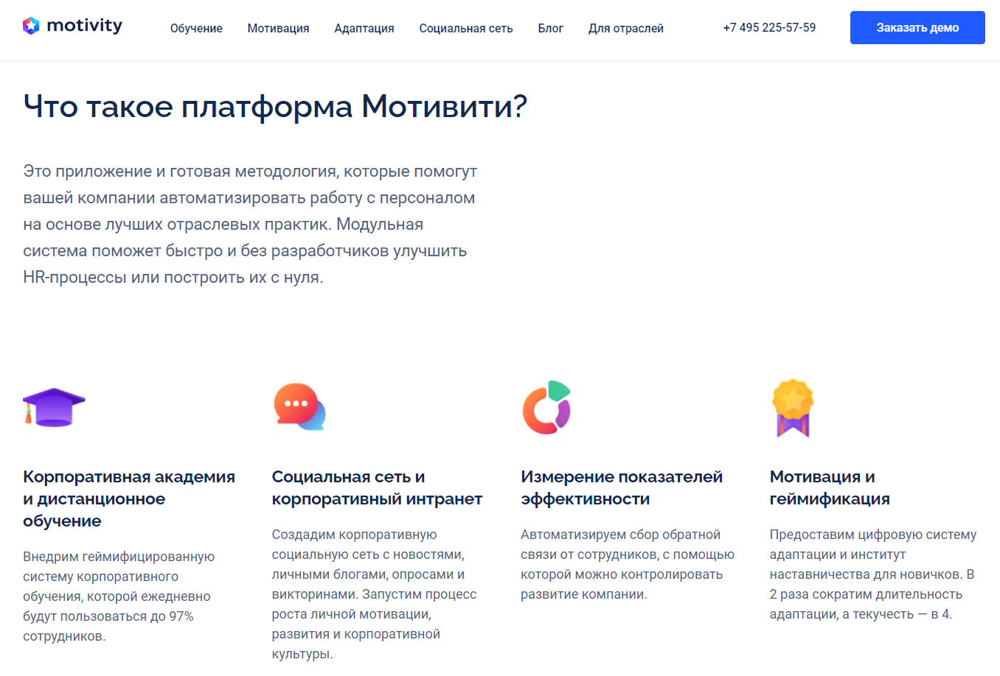 motivity
Обучение
Мотивация
Адаптация
Социальная сеть
Блог
Для отраслей
+7 495 225-57-59
Заказать демо
Что такое платформа Мотивити?
Это приложение и готовая методология, которые помогут
вашей компании автоматизировать работу с персоналом
на основе лучших отраслевых практик. Модульная
система поможет быстро и без разработчиков улучшить
HR-процессы или построить их с нуля.
Корпоративная академия
и дистанционное
обучение
Внедрим геймифицированную
систему корпоративного
обучения, которой ежедневно
будут пользоваться до 97%
сотрудников.
Социальная сеть и
корпоративный интранет
Создадим корпоративную
социальную сеть с новостями,
личными блогами, опросами и
викторинами. Запустим процесс
роста личной мотивации,
развития и корпоративной
культуры.
Измерение показателей
эффективности
Автоматизируем сбор обратной
связи от сотрудников, с помощью
которой можно контролировать
развитие компании.
Мотивация и
геймификация
Предоставим цифровую систему
адаптации и институт
наставничества для новичков. В
2 раза сократим длительность
адаптации, а текучесть — в 4.